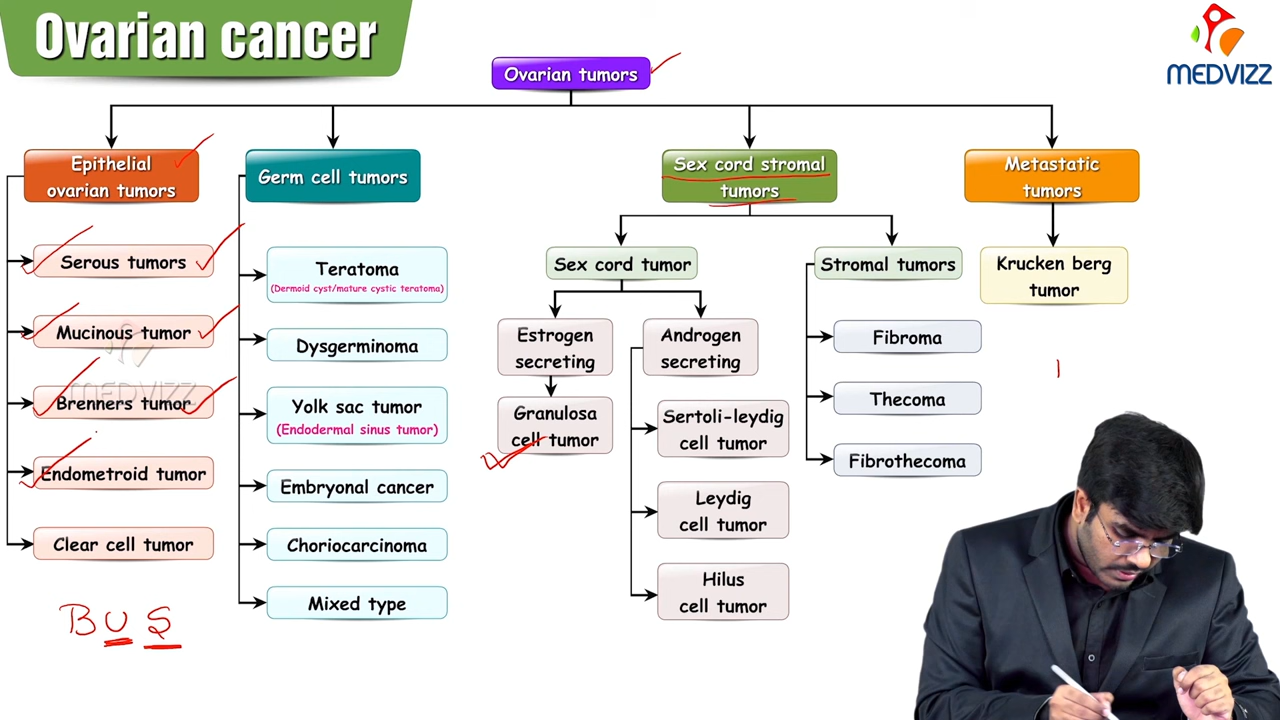 Ovarian cancer
MEDVIZZ
Ovarian tumors
Epithelial
ovarian tumors
Serous tumors
Mucinous tumor
MEDVIZZ
Brenners tumor
Endometroid tumor
Clear cell tumor
BUS
Germ cell tumors
Teratoma
(Dermoid cyst/mature cystic teratoma)
Dysgerminoma
Yolk sac tumor
(Endodermal sinus tumor)
Embryonal cancer
Choriocarcinoma
Mixed type
Sex cord stromal
tumors
Sex cord tumor
Estrogen
secreting
Granulosa
cell tumor
Androgen
secreting
Sertoli-leydig
cell tumor
Leydig
cell tumor
Hilus
cell tumor
Stromal tumors
Fibroma
Thecoma
Fibrothecoma
Metastatic
tumors
Krucken berg
tumor